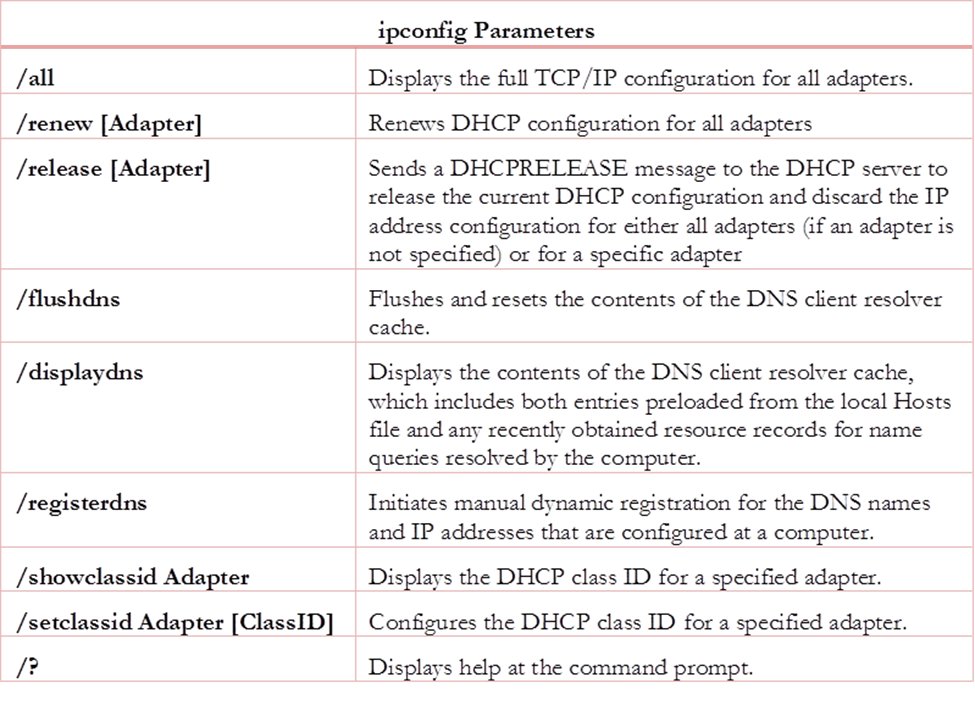 ipconfig Parameters
/all Displays the full TCP/IP configuration for all adapters.
/renew [Adapter] Renews DHCP configuration for all adapters
/release [Adapter] Sends a DHCPRELEASE message to the DHCP server to
release the current DHCP configuration and discard the IP
address configuration for either all adapters (if an adapter is
not specified) or for a specific adapter
/flushdns Flushes and resets the contents of the DNS client resolver
cache.
/displaydns Displays the contents of the DNS client resolver cache,
which includes both entries preloaded from the local Hosts
file and any recently obtained resource records for name
queries resolved by the computer.
/registerdns Initiates manual dynamic registration for the DNS names
and IP addresses that are configured at a computer.
/showclassid Adapter Displays the DHCP class ID for a specified adapter.
/setclassid Adapter [ClassID] Configures the DHCP class ID for a specified adapter.
/? Displays help at the command prompt.